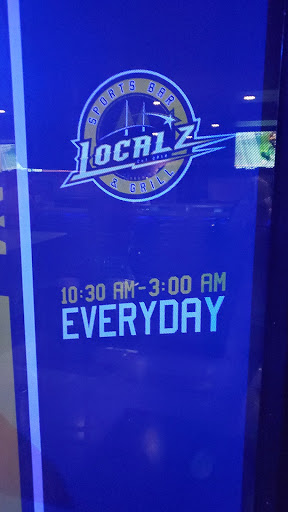 SPORTS BAR
LOCALZ
& GRILL
10:30 AM-3:00 AM
EVERYDAY